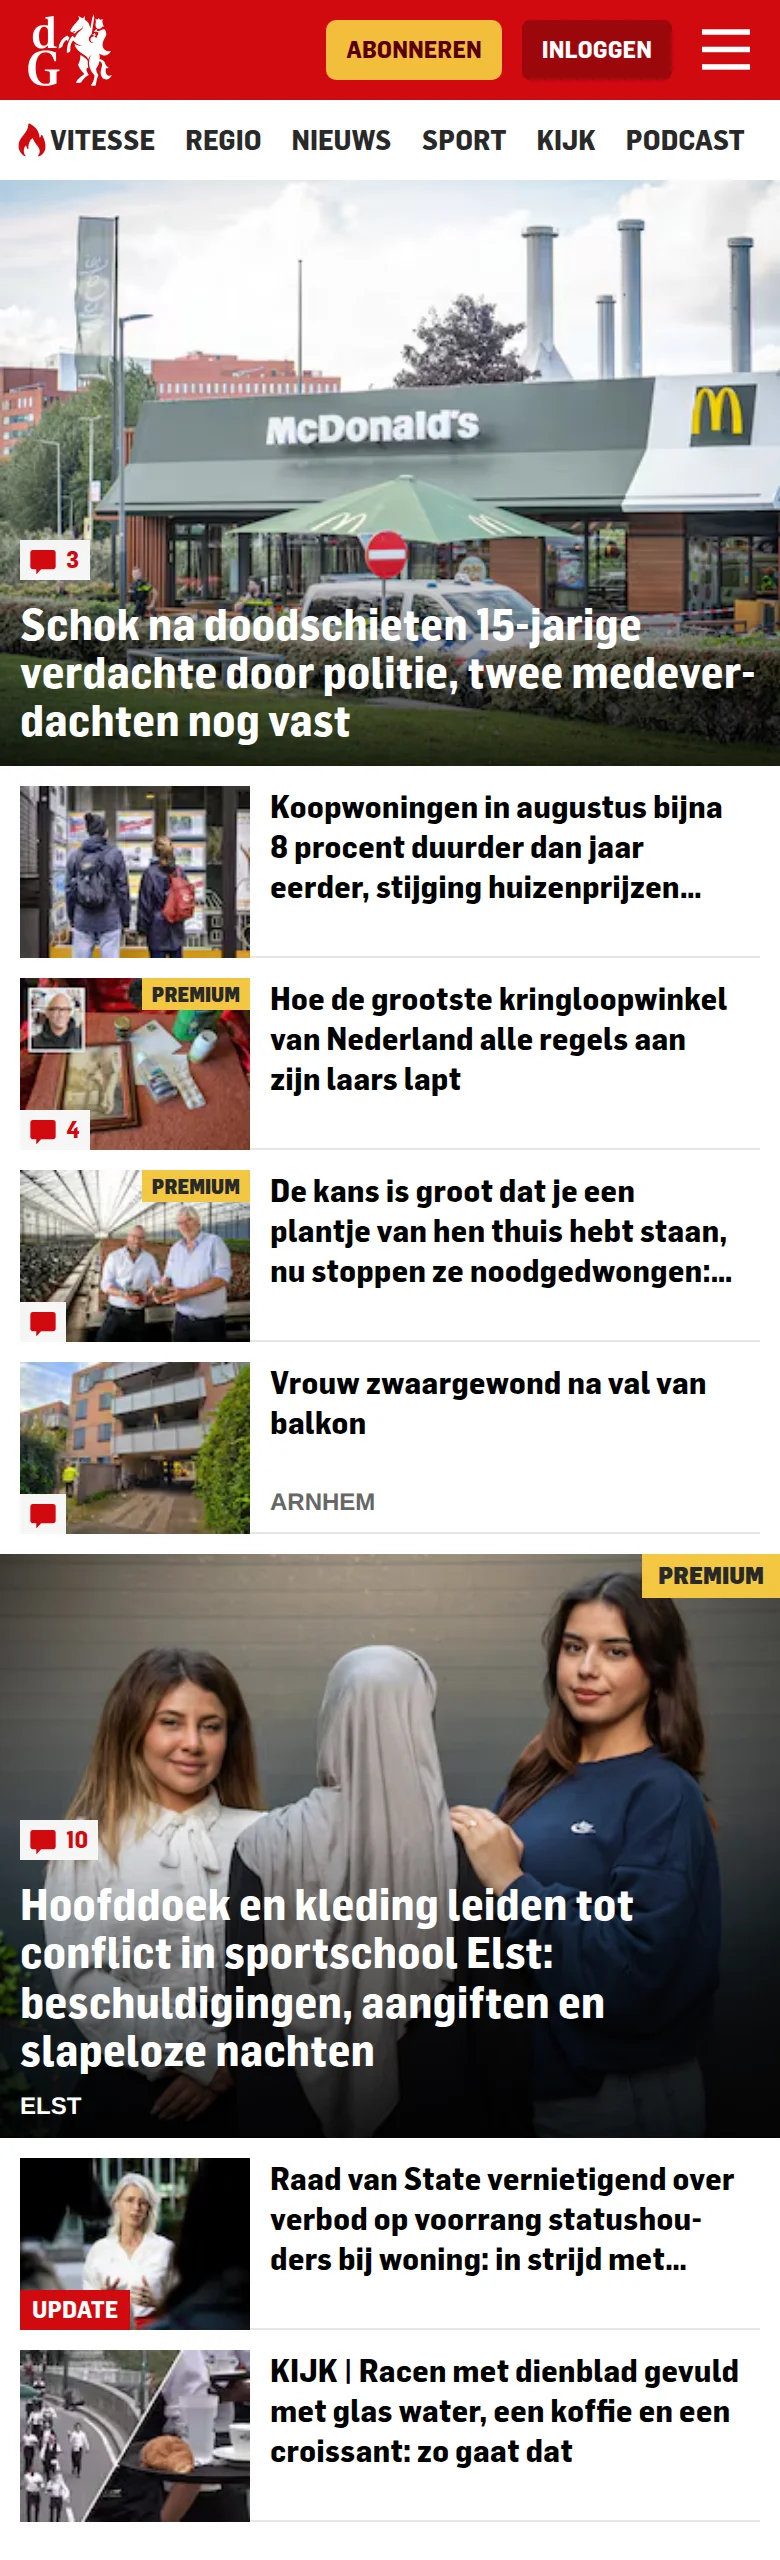 dG
ABONNEREN
INLOGGEN
VITESSE REGIO NIEUWS SPORT KIJK PODCAST
McDonald's
3
Schok na doodschieten 15-jarige
verdachte door politie, twee medever-
dachten nog vast
Koopwoningen in augustus bijna
8 procent duurder dan jaar
eerder, stijging huizenprijzen...
PREMIUM
4
Hoe de grootste kringloopwinkel
van Nederland alle regels aan
zijn laars lapt
PREMIUM
De kans is groot dat je een
plantje van hen thuis hebt staan,
nu stoppen ze noodgedwongen:...
Vrouw zwaargewond na val van
balkon
ARNHEM
PREMIUM
10
Hoofddoek en kleding leiden tot
conflict in sportschool Elst:
beschuldigingen, aangiften en
slapeloze nachten
ELST
UPDATE
Raad van State vernietigend over
verbod op voorrang statushou-
ders bij woning: in strijd met...
KIJK | Racen met dienblad gevuld
met glas water, een koffie en een
croissant: zo gaat dat